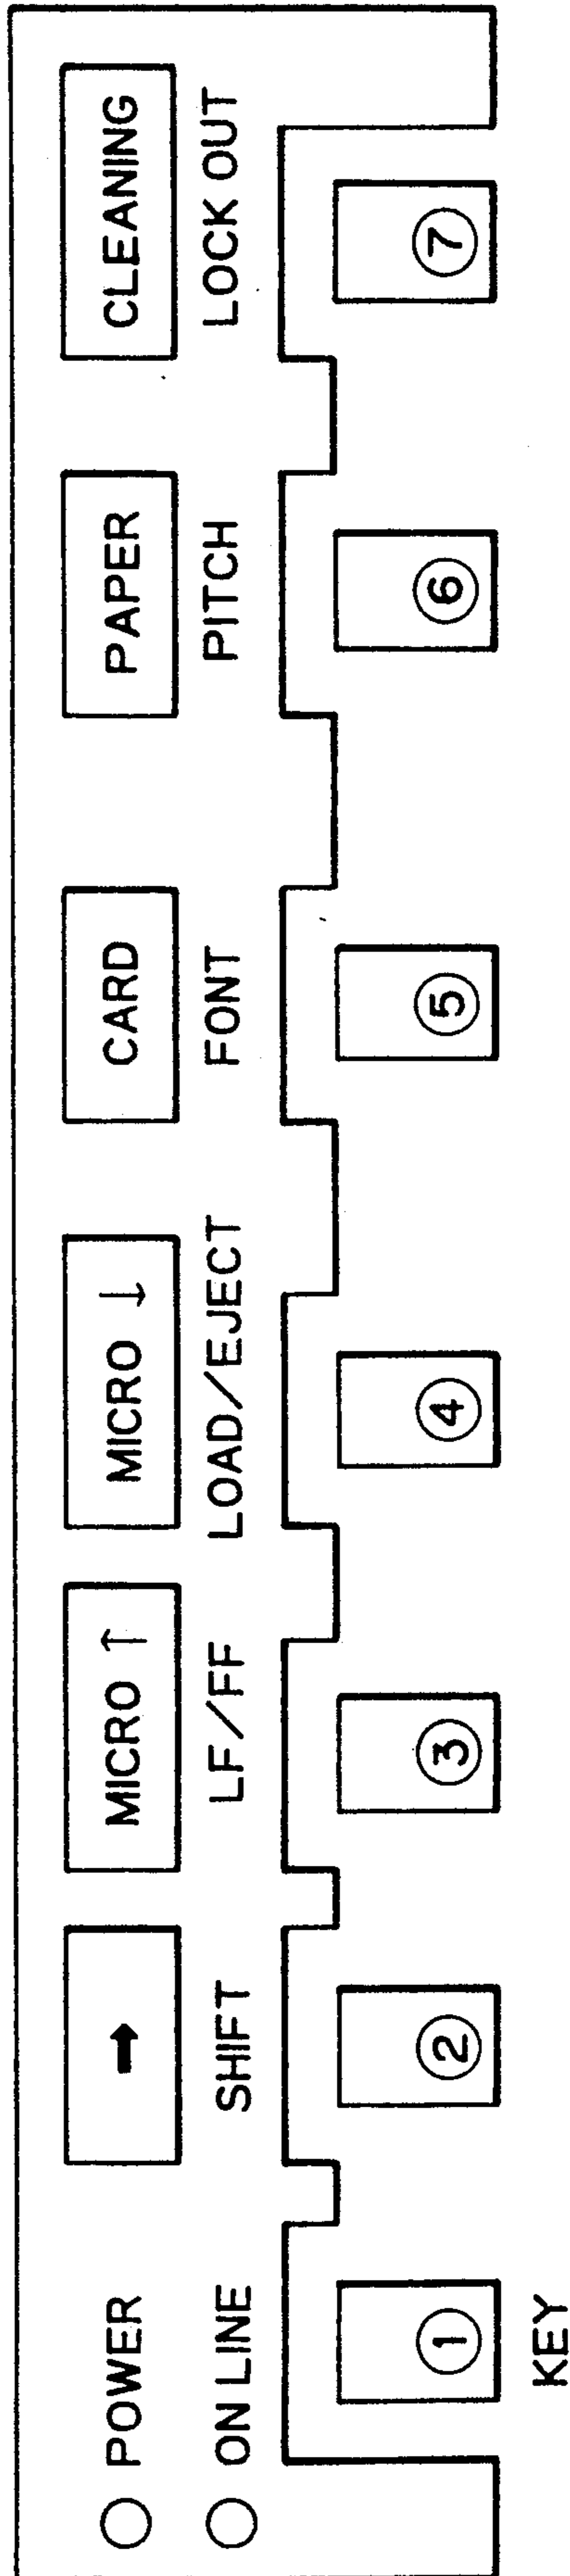 POWER ⬇ MICRO ↑ MICRO ↓ CARD PAPER CLEANING
ON LINE SHIFT LF/FF LOAD/EJECT FONT PITCH LOCK OUT
① ② ③ ④ ⑤ ⑥ ⑦
KEY